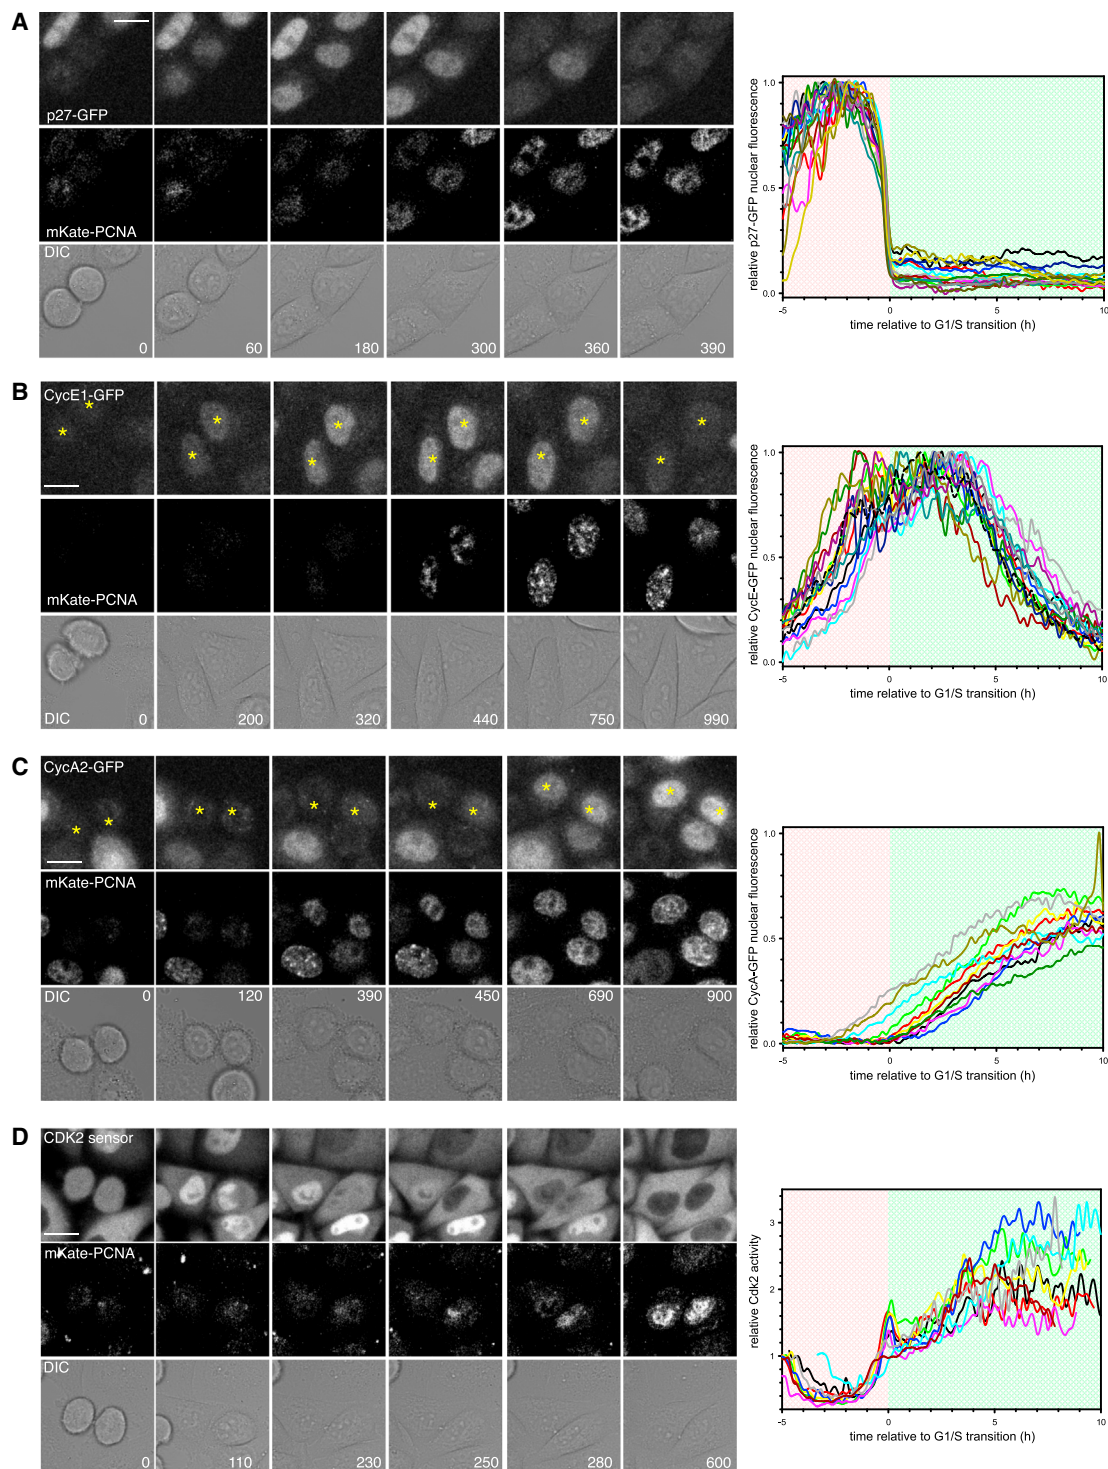 A
p27-GFP
mKate-PCNA
DIC
0
60
180
300
360
390
relative p27-GFP nuclear fluorescence
1.0
0.5
0.0
-5
0
5
10
time relative to G1/S transition (h)
B
CycE1-GFP
mKate-PCNA
DIC
0
200
320
440
750
990
relative CycE-GFP nuclear fluorescence
1.0
0.5
0.0
-5
0
5
10
time relative to G1/S transition (h)
C
CycA2-GFP
mKate-PCNA
DIC
0
120
390
450
690
900
relative CycA-GFP nuclear fluorescence
1.0
0.5
0.0
-5
0
5
10
time relative to G1/S transition (h)
D
CDK2 sensor
mKate-PCNA
DIC
0
110
230
250
280
600
relative Cdk2 activity
3
2
1
-5
0
5
10
time relative to G1/S transition (h)